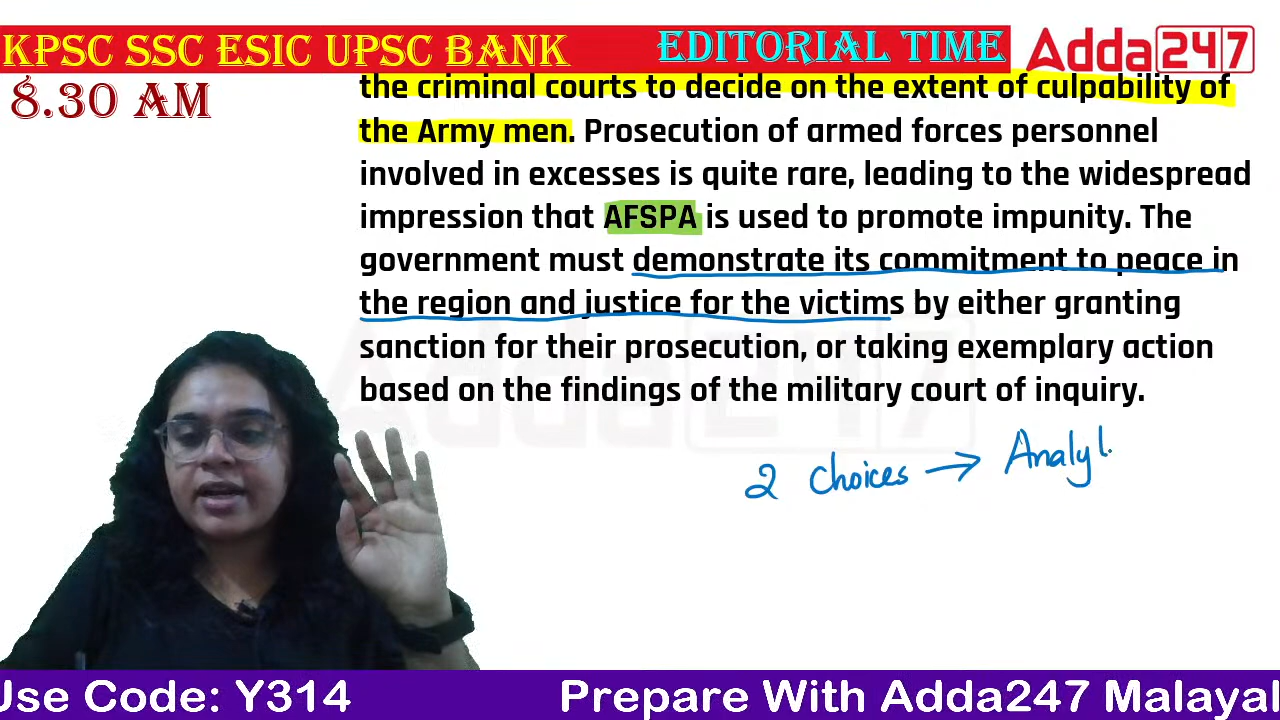 KPSC SSC ESIC UPSC BANK
EDITORIAL TIME
Adda247
8.30 AM
the criminal courts to decide on the extent of culpability of
the Army men. Prosecution of armed forces personnel
involved in excesses is quite rare, leading to the widespread
impression that AFSPA is used to promote impunity. The
government must demonstrate its commitment to peace in
the region and justice for the victims by either granting
sanction for their prosecution, or taking exemplary action
based on the findings of the military court of inquiry.
Adda247
2 choices → Analyt
Use Code: Y314
Prepare With Adda247 Malayal